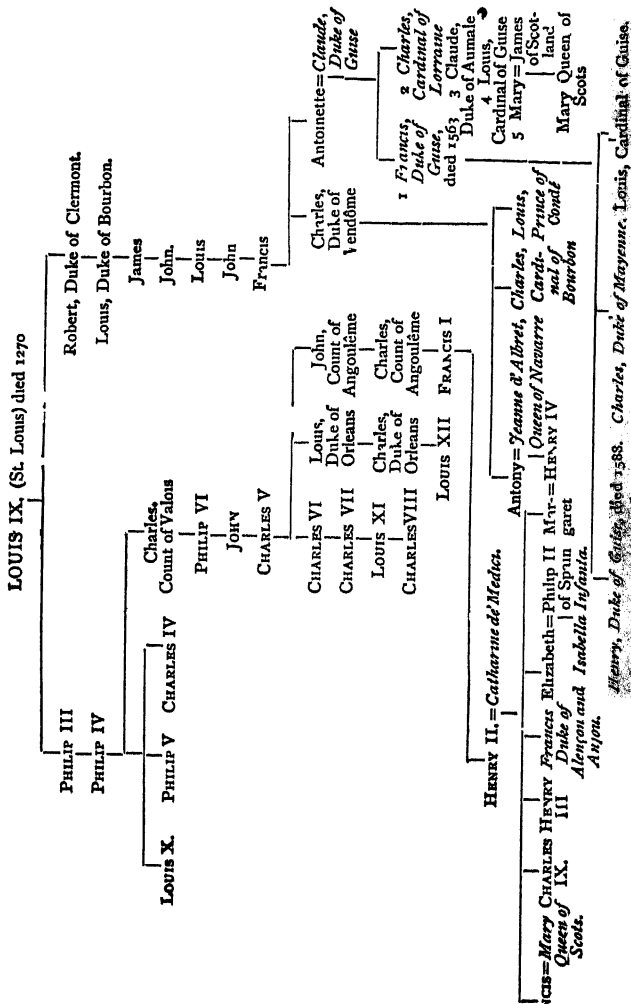 LOUIS IX, (St. Louis) died 1270
PHILIP III
PHILIP IV
LOUIS X. PHILIP V CHARLES IV
Charles,
Count of Valois
PHILIP VI
JOHN
CHARLES V
CHARLES VI
CHARLES VII
LOUIS XI
CHARLES VIII
Louis,
Duke of
Orleans
Charles,
Duke of
Orleans
LOUIS XII
John,
Count of
Angoulême
Charles,
Count of
Angoulême
FRANCIS I
HENRY II.=Catharine de' Medici.
NCIS=Mary
Queen of
Scots.
CHARLES
IX.
HENRY
III
Francis
Duke of
Alençon and
Anjou.
Elizabeth=Philip II
of Spain
Isabella Infanta.
Mar-=HENRY IV
garet
Robert, Duke of Clermont.
Louis, Duke of Bourbon.
James
John.
Louis
John
Francis
Charles,
Duke of
Vendôme
Antony=Jeanne d'Albret,
Queen of Navarre
Charles,
Cardi-
nal of
Bourbon
Louis,
Prince of
Condé
Antoinette=Claude,
Duke of
Guise
1 Francis,
Duke of
Guise,
died 1563
2 Charles,
Cardinal of
Lorraine
3 Claude,
Duke of Aumale
4 Louis,
Cardinal of Guise
5 Mary=James
of Scot-
land
Mary Queen of
Scots
Henry, Duke of Guise, died 1588. Charles, Duke of Mayenne. Louis, Cardinal of Guise.